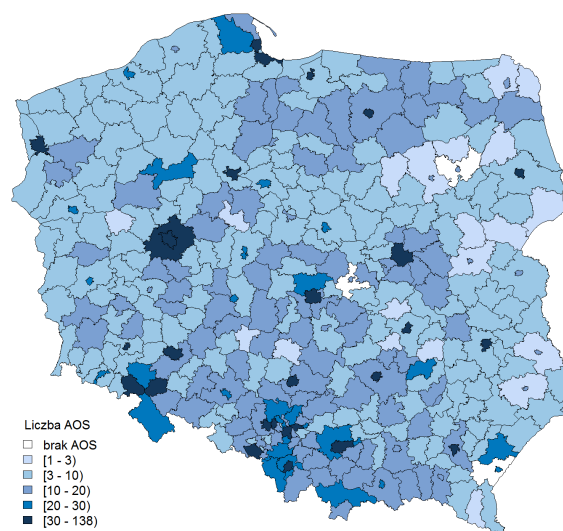 Liczba AOS
brak AOS
[1 - 3)
[3 - 10)
[10 - 20)
[20 - 30)
[30 - 138)